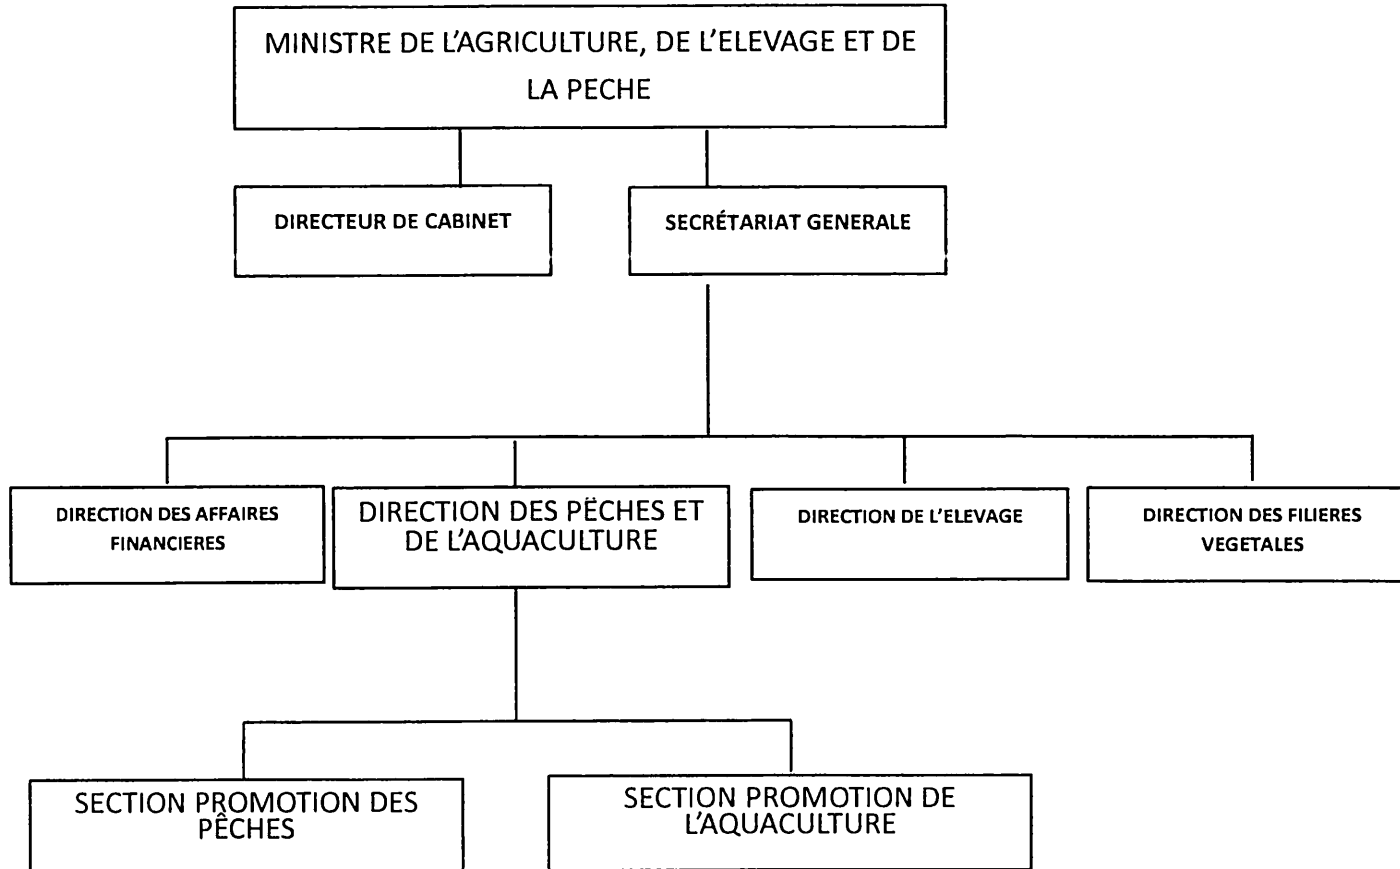 MINISTRE DE L'AGRICULTURE, DE L'ELEVAGE ET DE
LA PECHE
DIRECTEUR DE CABINET
SECRÉTARIAT GENERALE
DIRECTION DES AFFAIRES
FINANCIERES
DIRECTION DES PËCHES ET
DE L'AQUACULTURE
DIRECTION DE L'ELEVAGE
DIRECTION DES FILIERES
VEGETALES
SECTION PROMOTION DES
PÊCHES
SECTION PROMOTION DE
L'AQUACULTURE